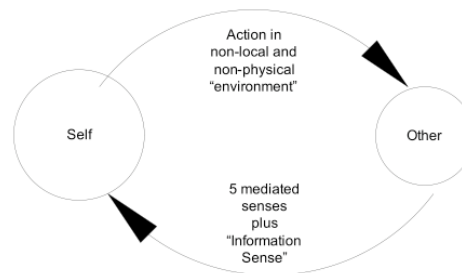 Action in
non-local and
non-physical
“environment”
Self
Other
5 mediated
senses
plus
“Information
Sense”